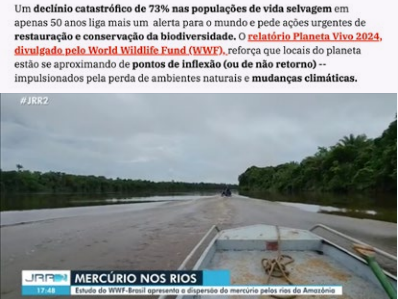 Um declínio catastrófico de 73% nas populações de vida selvagem em
apenas 50 anos liga mais um alerta para o mundo e pede ações urgentes de
restauração e conservação da biodiversidade. O relatório Planeta Vivo 2024,
divulgado pelo World Wildlife Fund (WWF), reforça que locais do planeta
estão se aproximando de pontos de inflexão (ou de não retorno) --
impulsionados pela perda de ambientes naturais e mudanças climáticas.
#JRR2
MERCÚRIO NOS RIOS
17:48
Estudo do WWF-Brasil apresenta a dispersão do mercúrio pelos rios da Amazônia